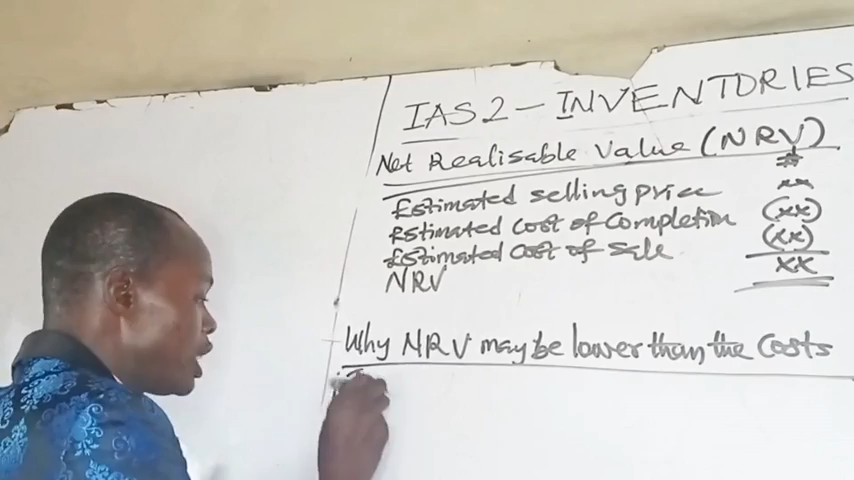 IAS 2 - INVENTORIES
Net Realisable Value (NRV)
#
Estimated selling price xx
Estimated Cost of Completion (xx)
Estimated Cost of Sale (xx)
NRV xx
Why NRV may be lower than the Costs